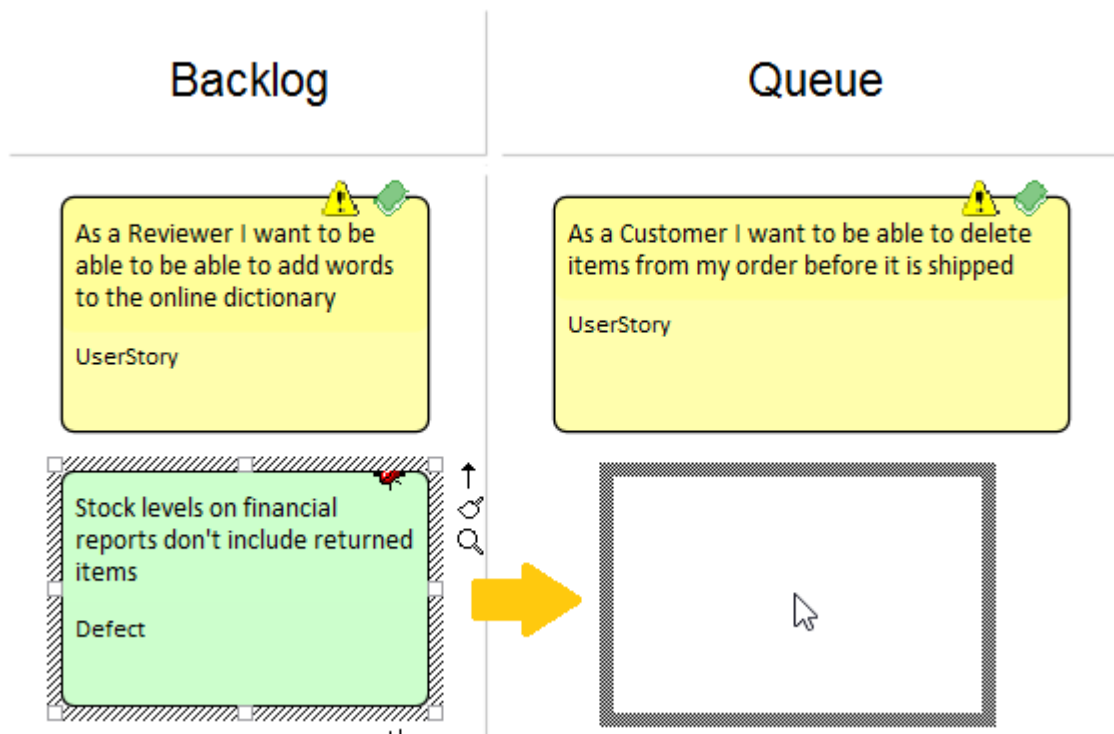 Backlog
Queue
As a Reviewer I want to be
able to be able to add words
to the online dictionary
UserStory
As a Customer I want to be able to delete
items from my order before it is shipped
UserStory
Stock levels on financial
reports don't include returned
items
Defect